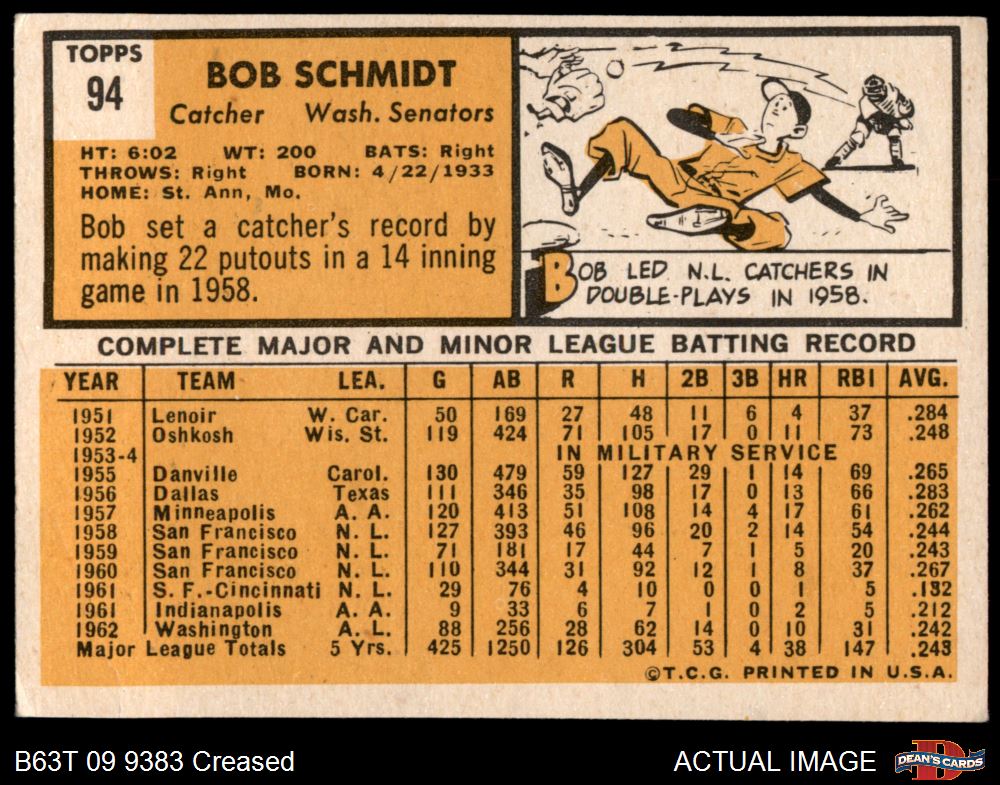 TOPPS
94
BOB SCHMIDT
Catcher Wash. Senators
HT: 6:02 WT: 200 BATS: Right
THROWS: Right BORN: 4/22/1933
HOME: St. Ann, Mo.
Bob set a catcher's record by
making 22 putouts in a 14 inning
game in 1958.
BOB LED N.L. CATCHERS IN
DOUBLE-PLAYS IN 1958.
COMPLETE MAJOR AND MINOR LEAGUE BATTING RECORD
YEAR TEAM LEA. G AB R H 2B 3B HR RBI AVG.
1951 Lenoir W. Car. 50 169 27 48 11 6 4 37 .284
1952 Oshkosh Wis. St. 119 424 71 105 17 0 11 73 .248
1953-4 IN MILITARY SERVICE
1955 Danville Carol. 130 479 59 127 29 1 14 69 .265
1956 Dallas Texas 111 346 35 98 17 0 13 66 .283
1957 Minneapolis A. A. 120 413 51 108 14 4 17 61 .262
1958 San Francisco N. L. 127 393 46 96 20 2 14 54 .244
1959 San Francisco N. L. 71 181 17 44 7 1 5 20 .243
1960 San Francisco N. L. 110 344 31 92 12 1 8 37 .267
1961 S. F.-Cincinnati N. L. 29 76 4 10 0 0 1 5 .132
1961 Indianapolis A. A. 9 33 6 7 1 0 2 5 .212
1962 Washington A. L. 88 256 28 62 14 0 10 31 .242
Major League Totals 5 Yrs. 425 1250 126 304 53 4 38 147 .243
©T.C.G. PRINTED IN U.S.A.
B63T 09 9383 Creased
ACTUAL IMAGE
D
DEAN'S CARDS